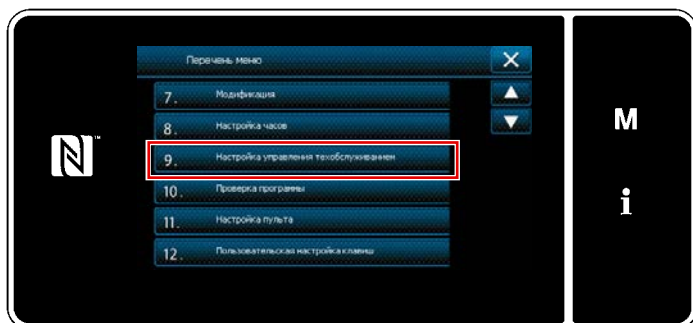 Перечень меню
7. Модификация
8. Настройка часов
9. Настройка управления техобслуживанием
10. Проверка программы
11. Настройка пульта
12. Пользовательская настройка клавиш
M
i